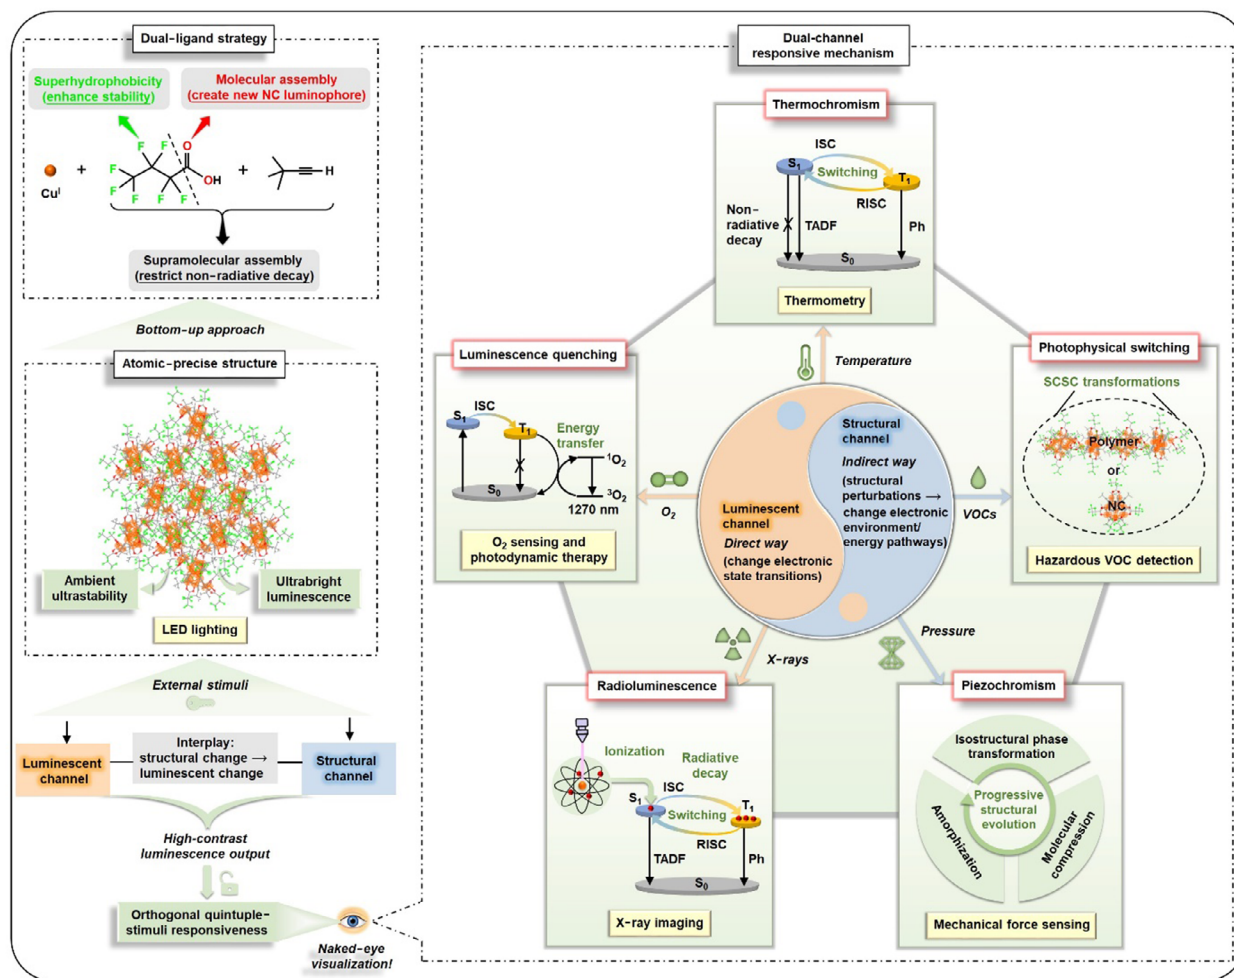 Dual-ligand strategy
Superhydrophobicity
(enhance stability)
Molecular assembly
(create new NC luminophore)
F
F
F
O
F
F
F
F
OH
Cuᴵ
+
+
H
Supramolecular assembly
(restrict non-radiative decay)
Bottom-up approach
Atomic-precise structure
Ambient
ultrastability
Ultrabright
luminescence
LED lighting
External stimuli
Luminescent
channel
Interplay:
structural change →
luminescent change
Structural
channel
High-contrast
luminescence output
Orthogonal quintuple-
stimuli responsiveness
Naked-eye
visualization!
Dual-channel
responsive mechanism
Thermochromism
S₁
ISC
Switching
T₁
RISC
Non-
radiative
decay
TADF
Ph
S₀
Thermometry
Temperature
Luminescence quenching
S₁
ISC
T₁
Energy
transfer
¹O₂
³O₂
S₀
1270 nm
O₂ sensing and
photodynamic therapy
O₂
Luminescent
channel
Direct way
(change electronic
state transitions)
Structural
channel
Indirect way
(structural
perturbations →
change electronic
environment/
energy pathways)
VOCs
Photophysical switching
SCSC transformations
Polymer
or
NC
Hazardous VOC detection
X-rays
Pressure
Radioluminescence
Ionization
Radiative
decay
S₁
ISC
T₁
Switching
RISC
TADF
Ph
S₀
X-ray imaging
Piezochromism
Isostructural phase
transformation
Progressive
structural
evolution
Amorphization
Molecular
compression
Mechanical force sensing